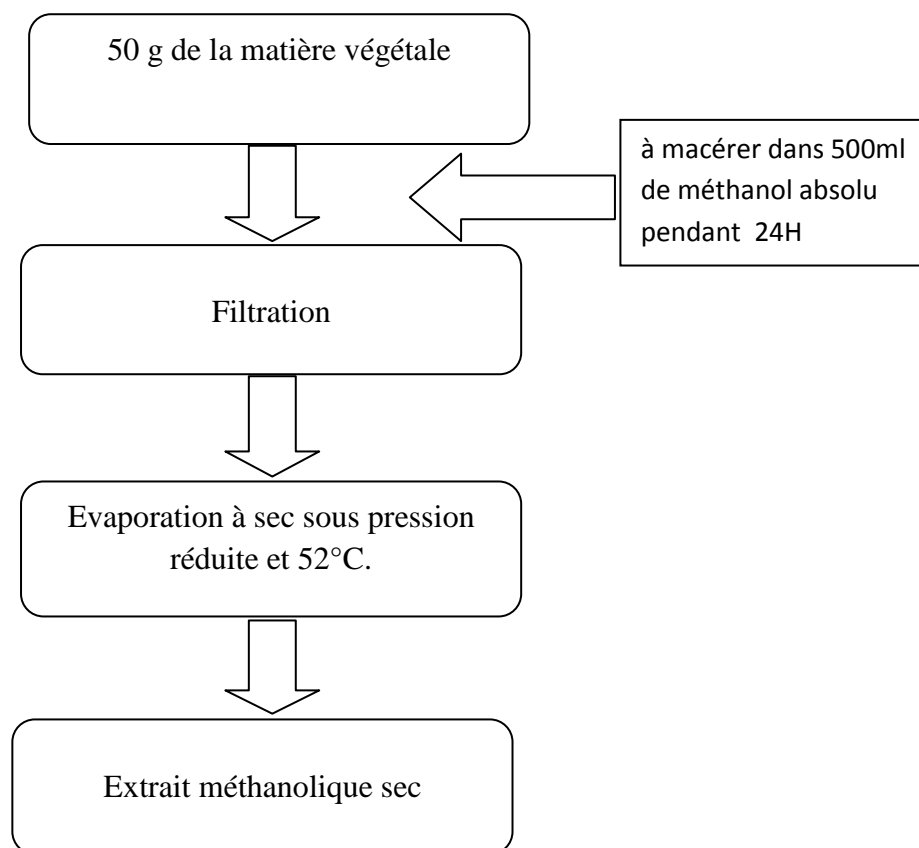 50 g de la matière végétale
à macérer dans 500ml
de méthanol absolu
pendant 24H
Filtration
Evaporation à sec sous pression
réduite et 52°C.
Extrait méthanolique sec